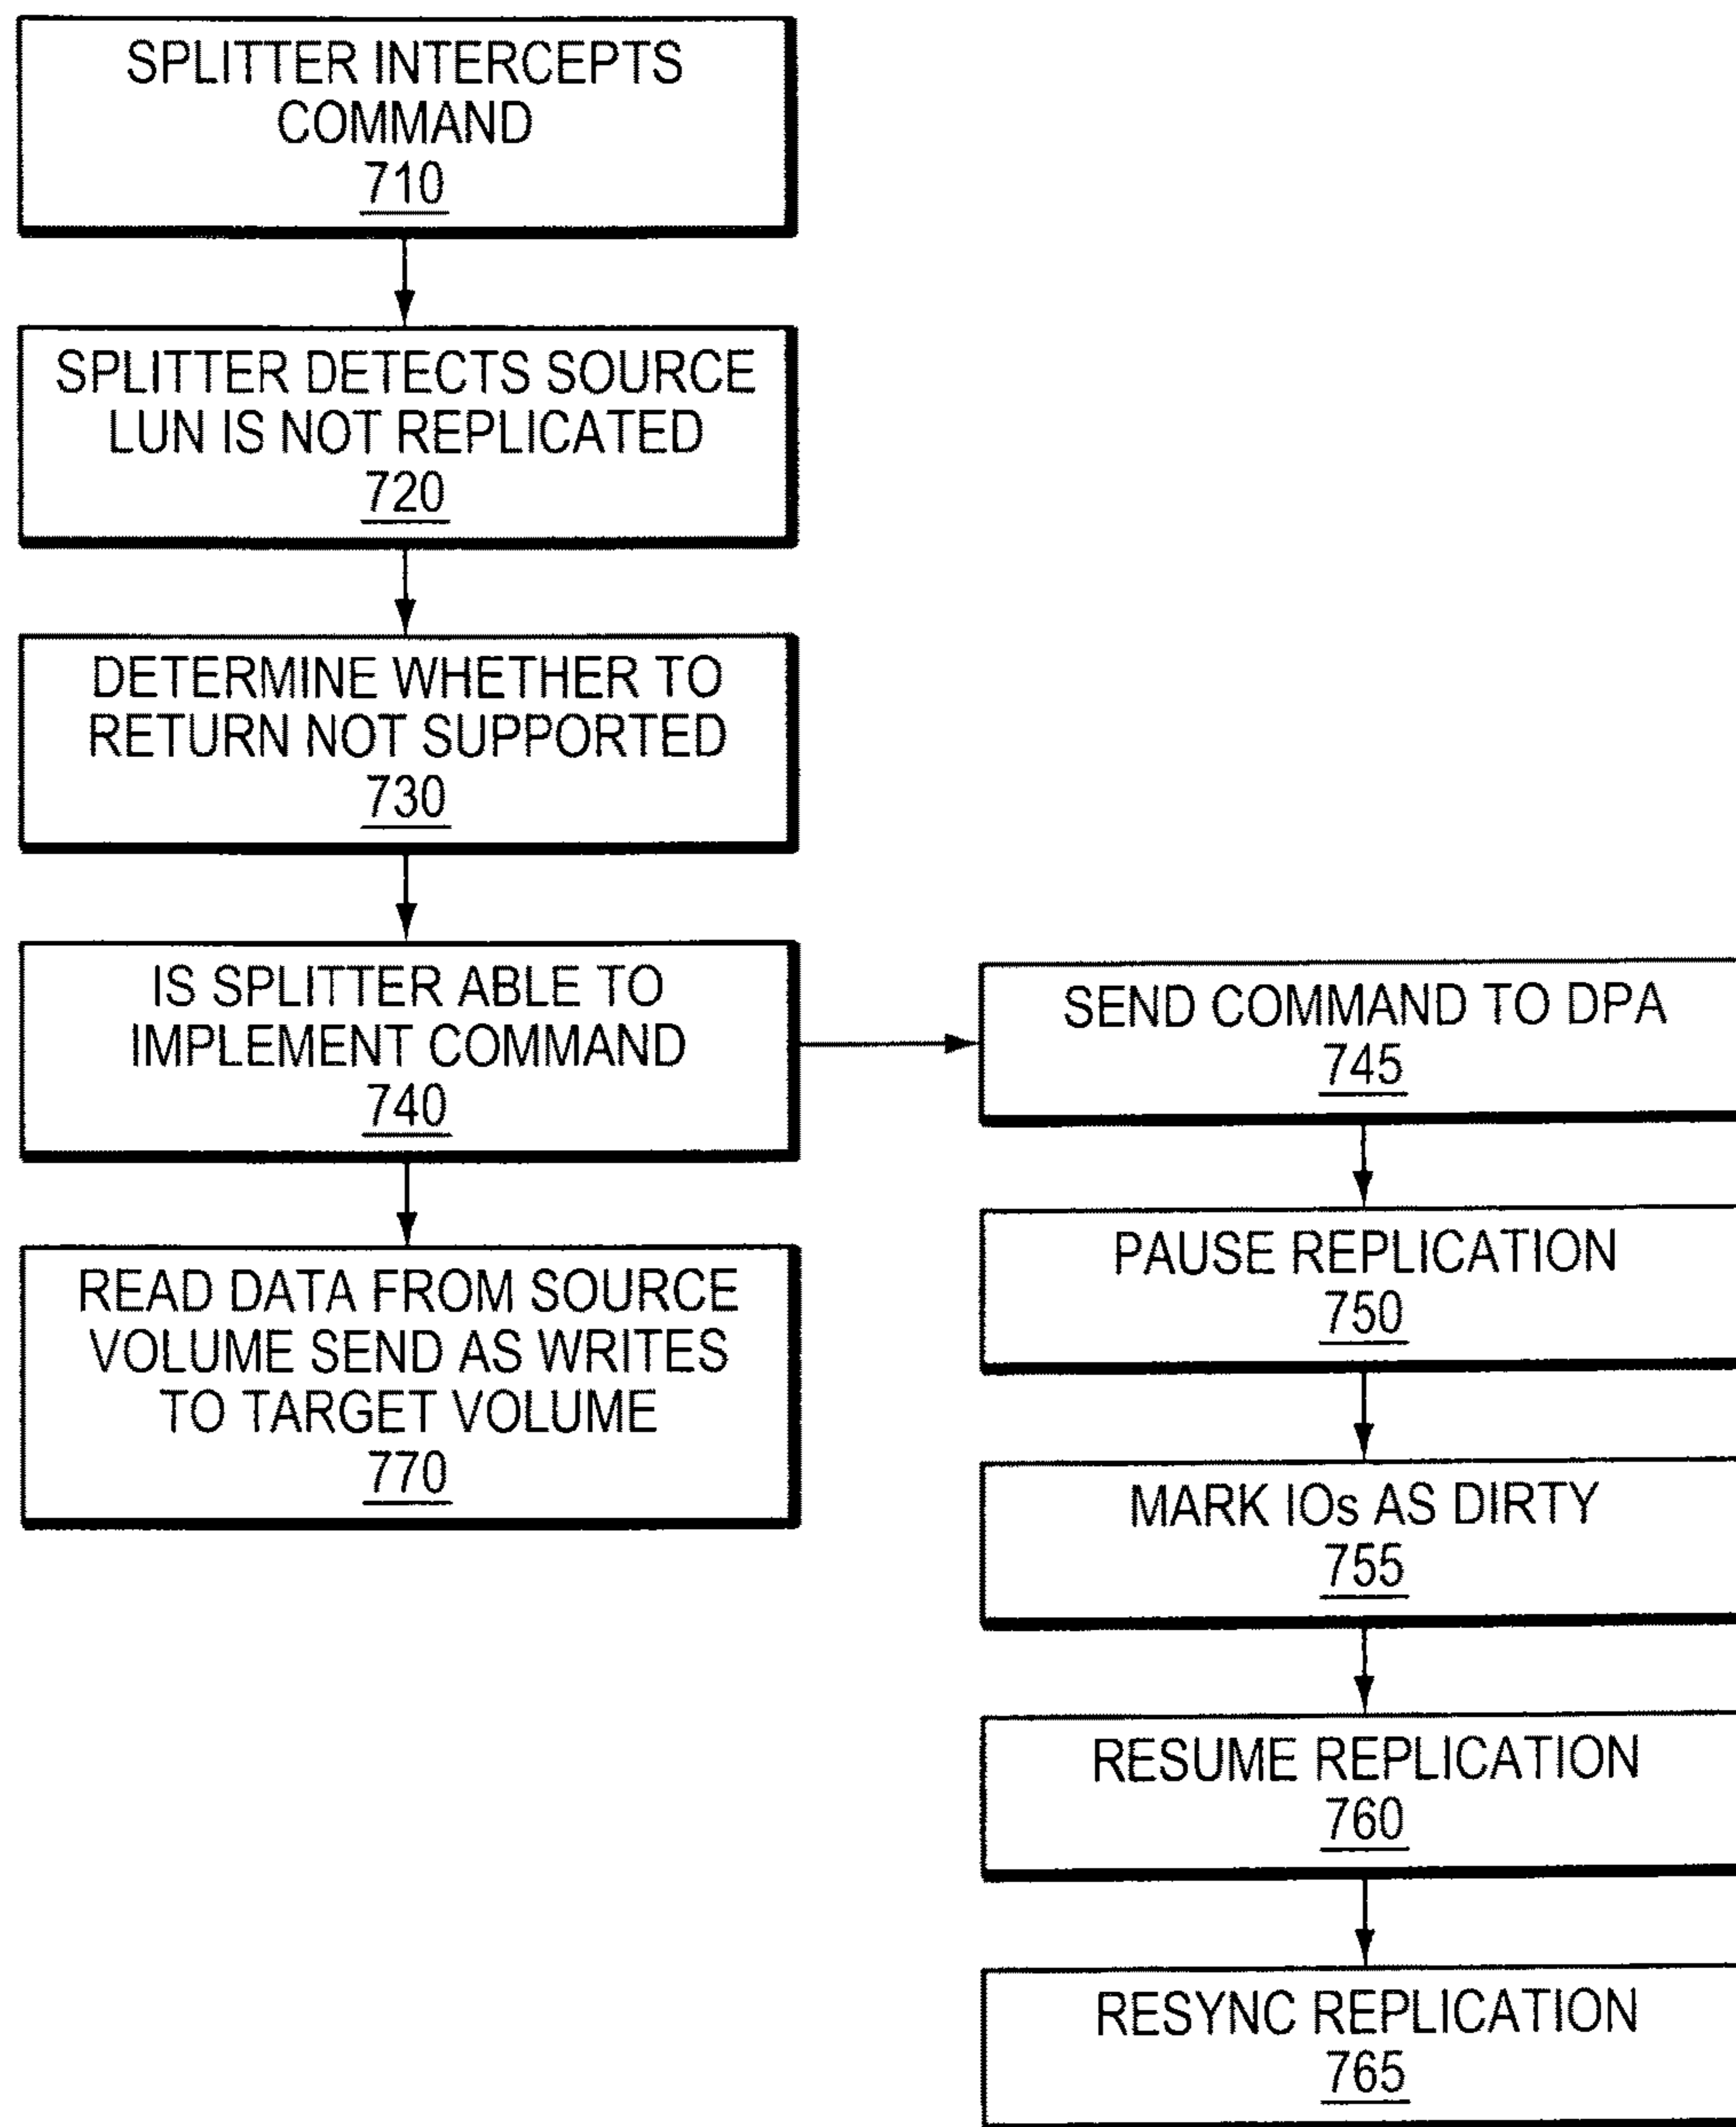 SPLITTER INTERCEPTS
COMMAND
710
SPLITTER DETECTS SOURCE
LUN IS NOT REPLICATED
720
DETERMINE WHETHER TO
RETURN NOT SUPPORTED
730
IS SPLITTER ABLE TO
IMPLEMENT COMMAND
740
READ DATA FROM SOURCE
VOLUME SEND AS WRITES
TO TARGET VOLUME
770
SEND COMMAND TO DPA
745
PAUSE REPLICATION
750
MARK IOs AS DIRTY
755
RESUME REPLICATION
760
RESYNC REPLICATION
765